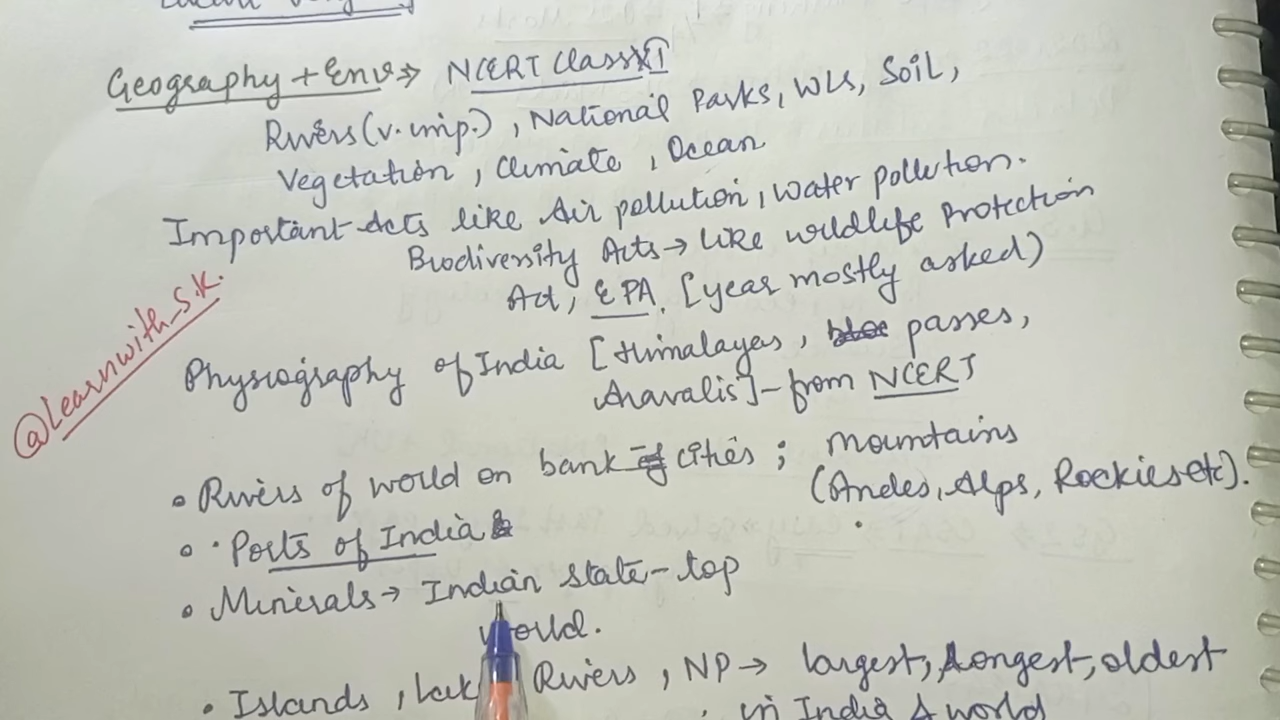 Geography + Env ⇒ NCERT Class XI
Rivers (v. imp.), National Parks, WLS, Soil,
Vegetation, Climate, Ocean
Important Acts like Air pollution, Water pollution.
Biodiversity Acts → like wildlife Protection
Act, EPA. [year mostly asked)
@Learnwith_S.K.
Physiography of India [Himalayas, passes,
Aravalis] - from NCERT
• Rivers of world on bank of cities ; Mountains
(Andes, Alps, Rockies etc).
• Ports of India
• Minerals → Indian state - top
world.
• Islands, Rivers, NP → largest, longest, oldest
in India & world